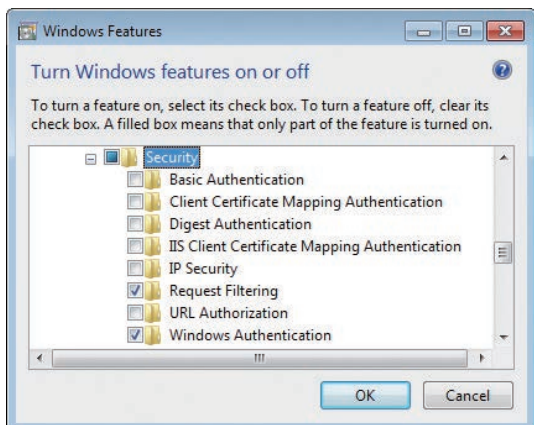 Windows Features
Turn Windows features on or off
To turn a feature on, select its check box. To turn a feature off, clear its
check box. A filled box means that only part of the feature is turned on.
Security
Basic Authentication
Client Certificate Mapping Authentication
Digest Authentication
IIS Client Certificate Mapping Authentication
IP Security
Request Filtering
URL Authorization
Windows Authentication
OK Cancel